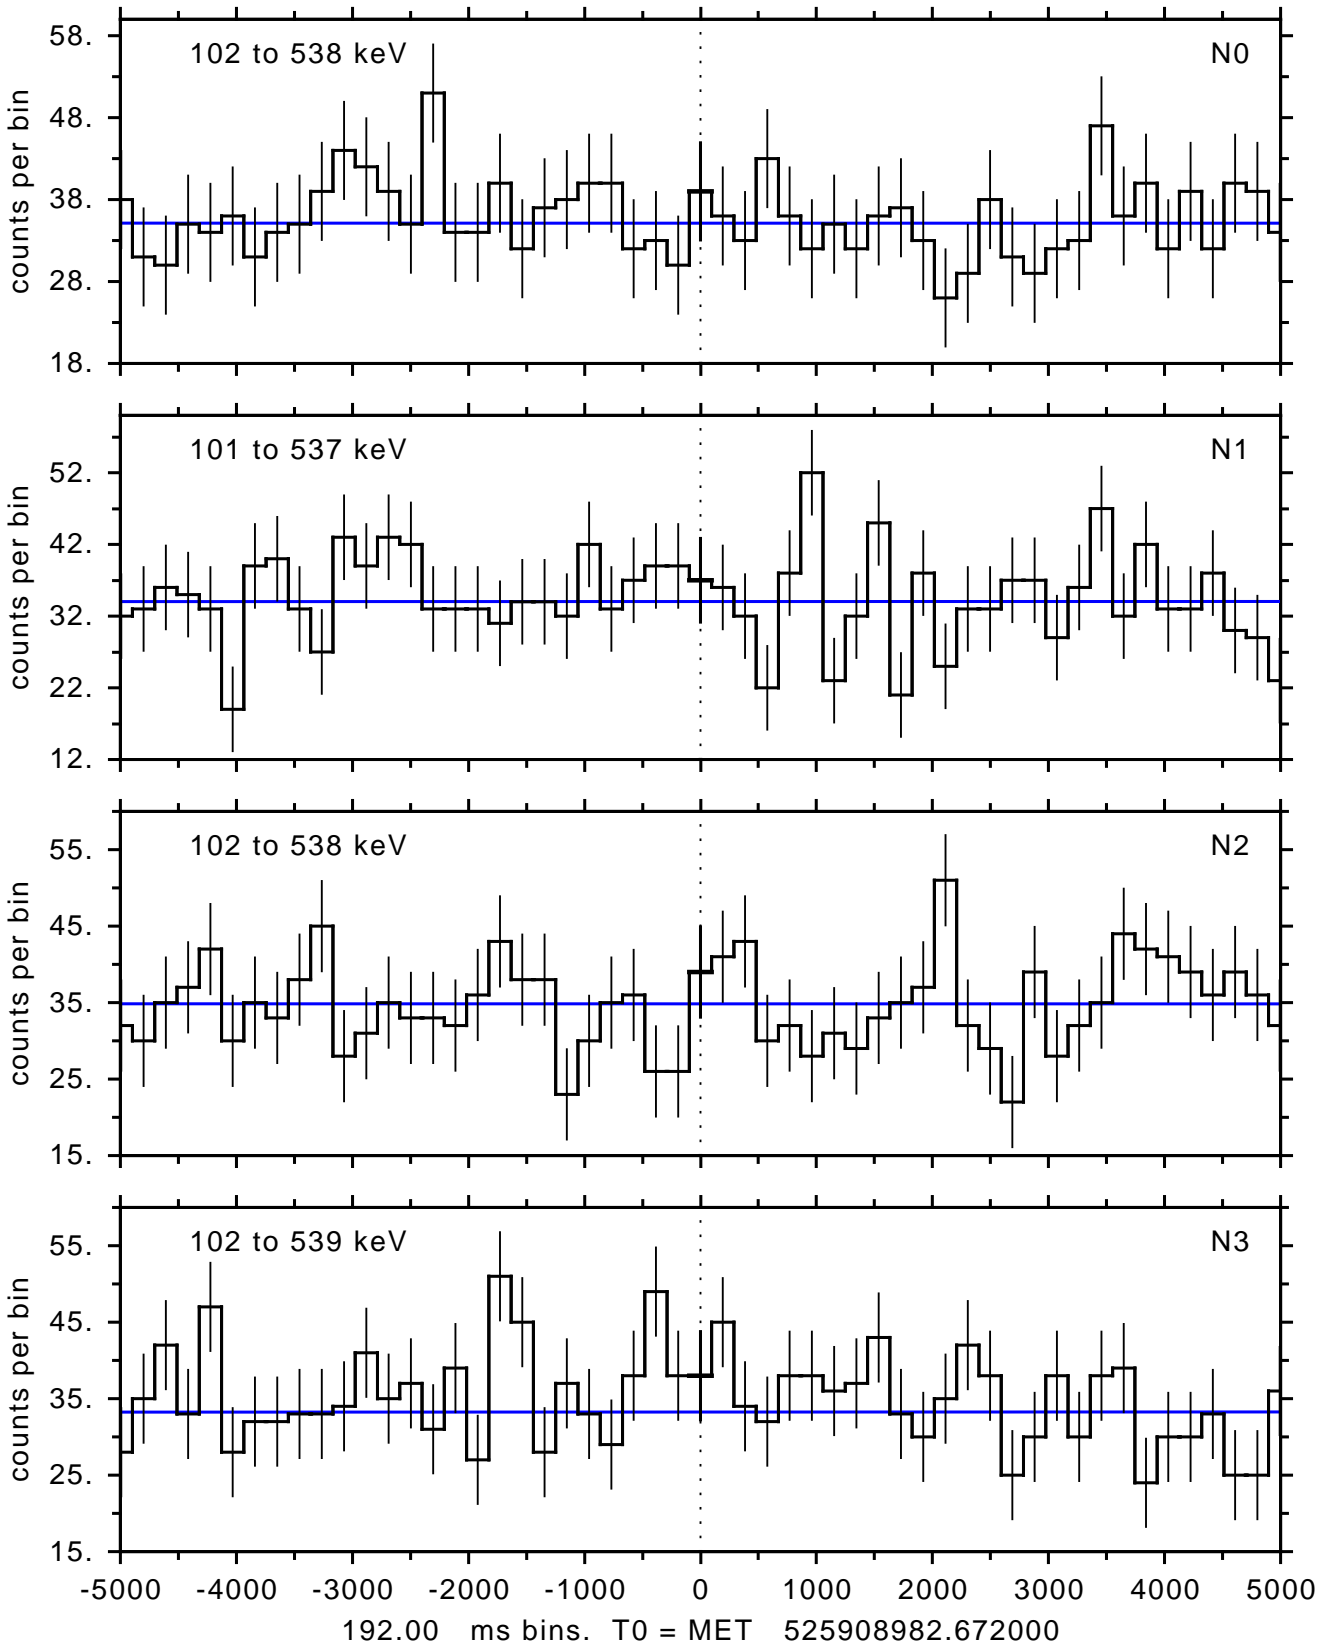 102 to 538 keV N0
counts per bin
58.
48.
38.
28.
18.
101 to 537 keV N1
counts per bin
52.
42.
32.
22.
12.
102 to 538 keV N2
counts per bin
55.
45.
35.
25.
15.
102 to 539 keV N3
counts per bin
55.
45.
35.
25.
15.
-5000 -4000 -3000 -2000 -1000 0 1000 2000 3000 4000 5000
192.00 ms bins. T0 = MET 525908982.672000